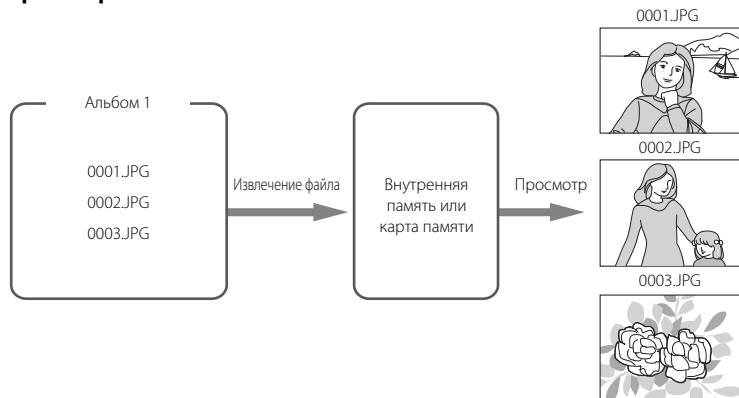 Альбом 1
0001.JPG
0002.JPG
0003.JPG
Извлечение файла
Внутренняя
память или
карта памяти
Просмотр
0001.JPG
0002.JPG
0003.JPG